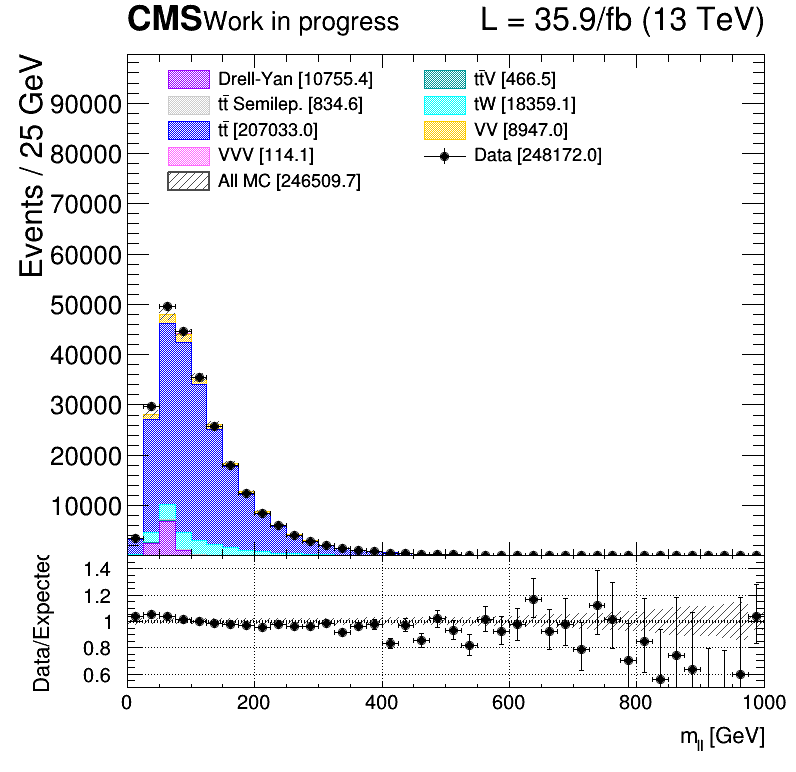 CMS Work in progress L = 35.9/fb (13 TeV)
Events / 25 GeV
Drell-Yan [10755.4]
tt̄ Semilep. [834.6]
tt̄ [207033.0]
VVV [114.1]
All MC [246509.7]
tt̄V [466.5]
tW [18359.1]
VV [8947.0]
Data [248172.0]
90000
80000
70000
60000
50000
40000
30000
20000
10000
Data/Expected
1.4
1.2
1
0.8
0.6
0 200 400 600 800 1000
m_ll [GeV]